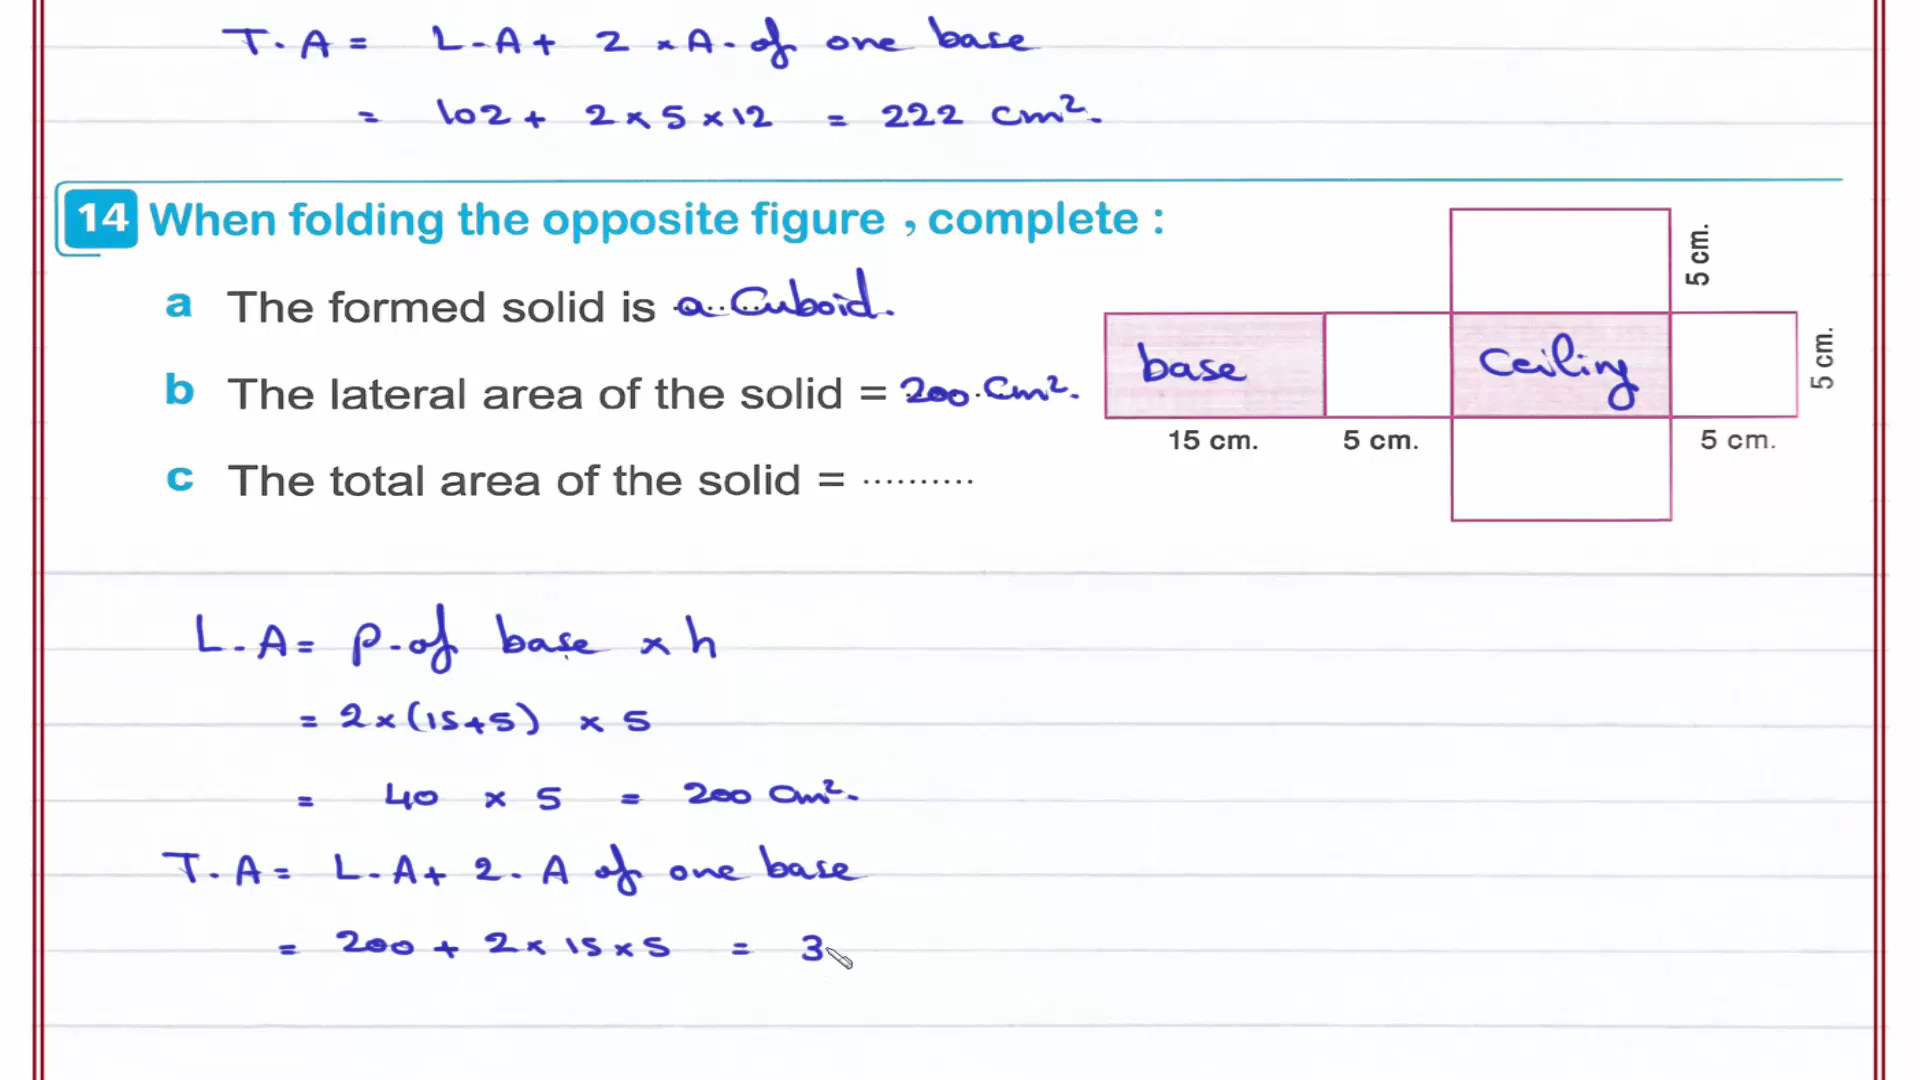 T.A = L.A + 2 × A. of one base
= 102 + 2 × 5 × 12 = 222 cm².
14 When folding the opposite figure , complete :
a The formed solid is a Cuboid.
b The lateral area of the solid = 200 Cm².
c The total area of the solid = ..........
5 cm.
base
ceiling
5 cm.
15 cm. 5 cm. 5 cm.
L.A = P. of base × h
= 2 × (15+5) × 5
= 40 × 5 = 200 Cm².
T.A = L.A + 2. A of one base
= 200 + 2 × 15 × 5 = 3